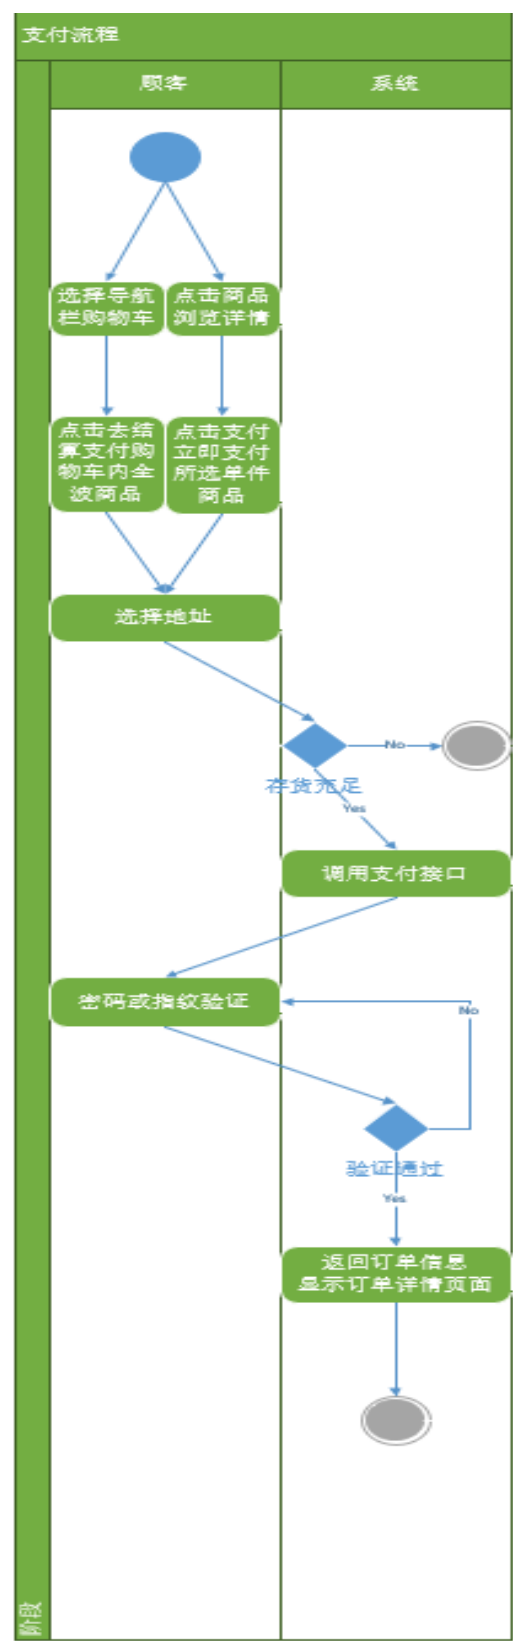 支付流程
顾客
系统
选择导航
栏购物车
点击商品
浏览详情
点击去结
算支付购
物车内全
波商品
点击支付
立即支付
所选单件
商品
选择地址
No
存货充足
Yes
调用支付接口
密码或指纹验证
No
验证通过
Yes
返回订单信息
显示订单详情页面
阶段